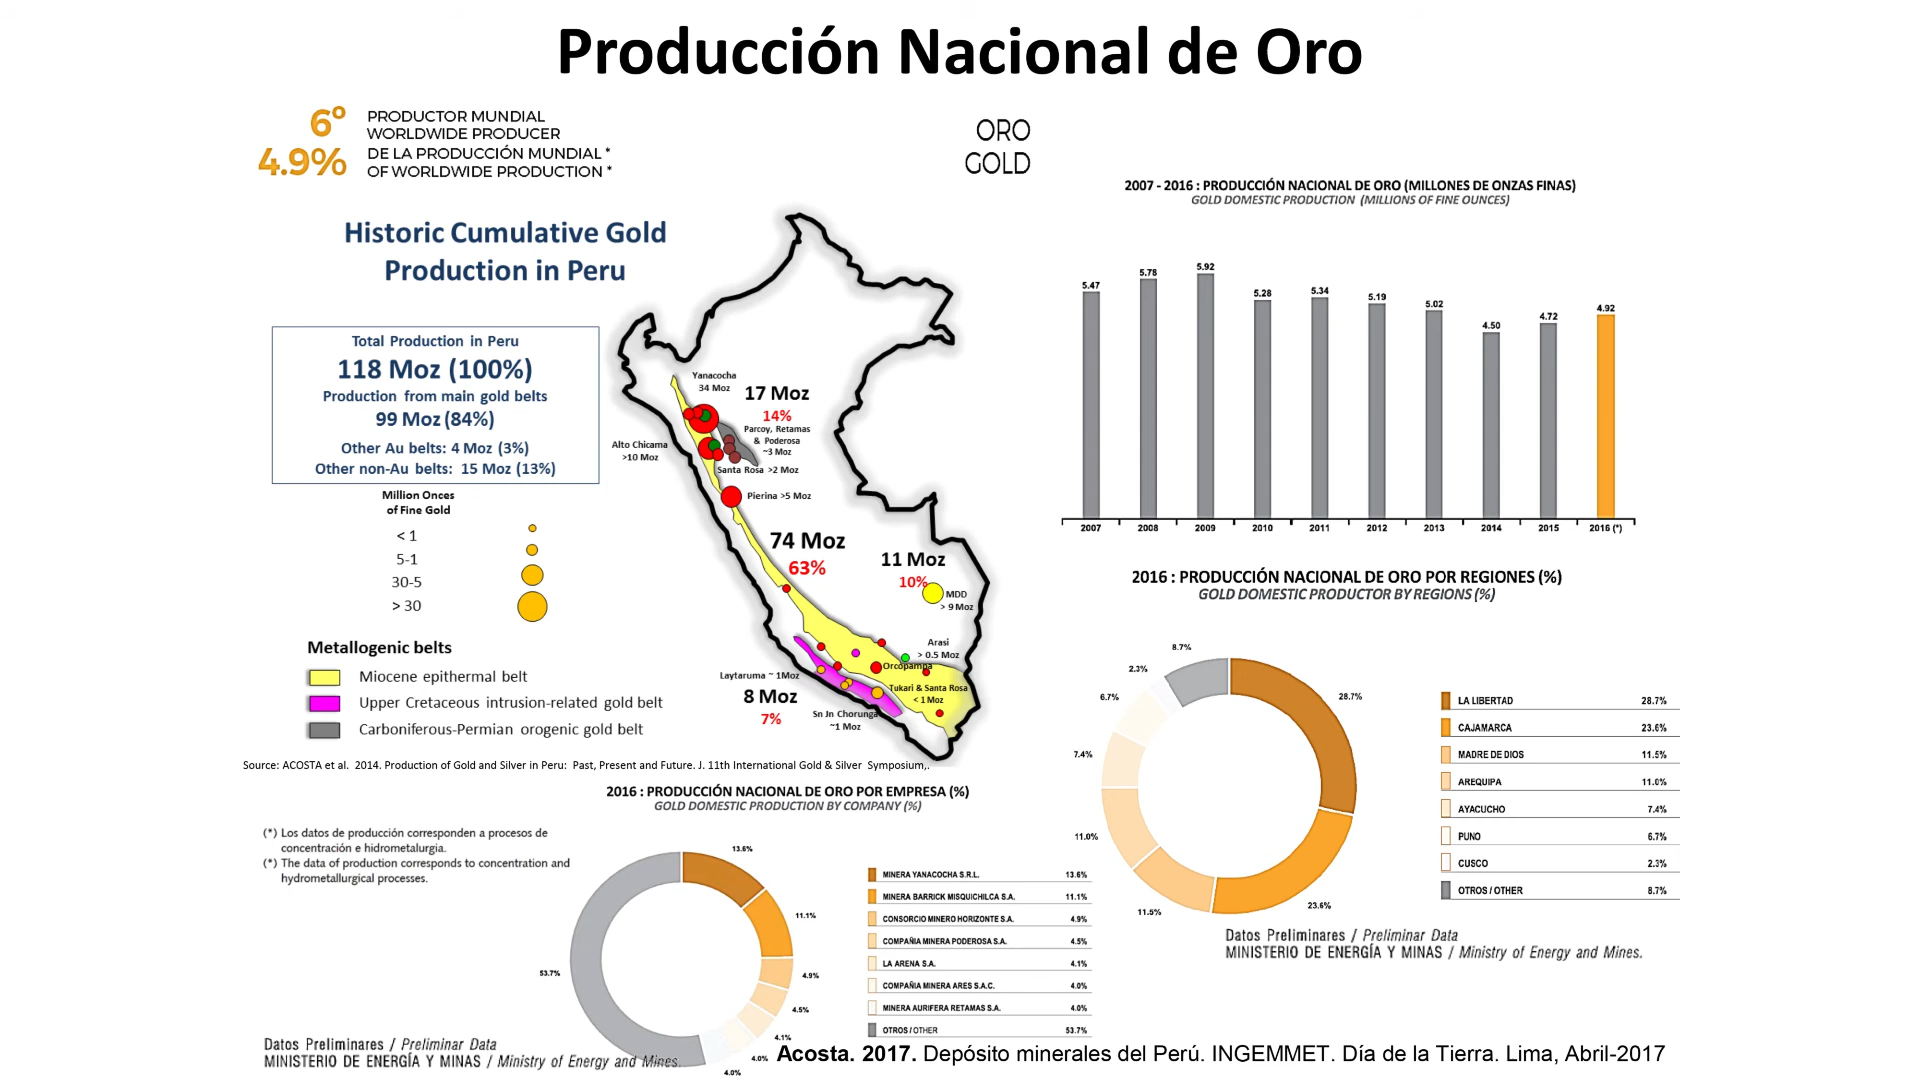 Producción Nacional de Oro
6º
PRODUCTOR MUNDIAL
WORLDWIDE PRODUCER
4.9%
DE LA PRODUCCIÓN MUNDIAL *
OF WORLDWIDE PRODUCTION *
ORO
GOLD
Historic Cumulative Gold
Production in Peru
Total Production in Peru
118 Moz (100%)
Production from main gold belts
99 Moz (84%)
Other Au belts: 4 Moz (3%)
Other non-Au belts: 15 Moz (13%)
Million Onces
of Fine Gold
< 1
5-1
30-5
> 30
Metallogenic belts
Miocene epithermal belt
Upper Cretaceous intrusion-related gold belt
Carboniferous-Permian orogenic gold belt
Yanacocha
34 Moz
17 Moz
14%
Parcoy, Retamas
& Poderosa
~3 Moz
Alto Chicama
>10 Moz
Santa Rosa >2 Moz
Pierina >5 Moz
74 Moz
63%
11 Moz
10%
MDD
> 9 Moz
Arasi
> 0.5 Moz
Orcopampa
Laytaruma ~ 1Moz
Tukari & Santa Rosa
< 1 Moz
8 Moz
7%
Sn Jn Chorunga
~1 Moz
Source: ACOSTA et al. 2014. Production of Gold and Silver in Peru: Past, Present and Future. J. 11th International Gold & Silver Symposium,.
2007 - 2016 : PRODUCCIÓN NACIONAL DE ORO (MILLONES DE ONZAS FINAS)
GOLD DOMESTIC PRODUCTION (MILLIONS OF FINE OUNCES)
5.47
5.78
5.92
5.28
5.34
5.19
5.02
4.50
4.72
4.92
2007
2008
2009
2010
2011
2012
2013
2014
2015
2016 (*)
2016 : PRODUCCIÓN NACIONAL DE ORO POR REGIONES (%)
GOLD DOMESTIC PRODUCTOR BY REGIONS (%)
8.7%
2.3%
6.7%
7.4%
11.0%
11.5%
23.6%
28.7%
LA LIBERTAD 28.7%
CAJAMARCA 23.6%
MADRE DE DIOS 11.5%
AREQUIPA 11.0%
AYACUCHO 7.4%
PUNO 6.7%
CUSCO 2.3%
OTROS / OTHER 8.7%
Datos Preliminares / Preliminar Data
MINISTERIO DE ENERGÍA Y MINAS / Ministry of Energy and Mines.
2016 : PRODUCCIÓN NACIONAL DE ORO POR EMPRESA (%)
GOLD DOMESTIC PRODUCTION BY COMPANY (%)
(*) Los datos de producción corresponden a procesos de
concentración e hidrometalurgia.
(*) The data of production corresponds to concentration and
hydrometallurgical processes.
13.6%
11.1%
4.9%
4.5%
4.1%
4.0%
4.0%
53.7%
MINERA YANACOCHA S.R.L. 13.6%
MINERA BARRICK MISQUICHILCA S.A. 11.1%
CONSORCIO MINERO HORIZONTE S.A. 4.9%
COMPAÑIA MINERA PODEROSA S.A. 4.5%
LA ARENA S.A. 4.1%
COMPAÑIA MINERA ARES S.A.C. 4.0%
MINERA AURIFERA RETAMAS S.A. 4.0%
OTROS / OTHER 53.7%
Datos Preliminares / Preliminar Data
MINISTERIO DE ENERGÍA Y MINAS / Ministry of Energy and Mines.
Acosta. 2017. Depósito minerales del Perú. INGEMMET. Día de la Tierra. Lima, Abril-2017